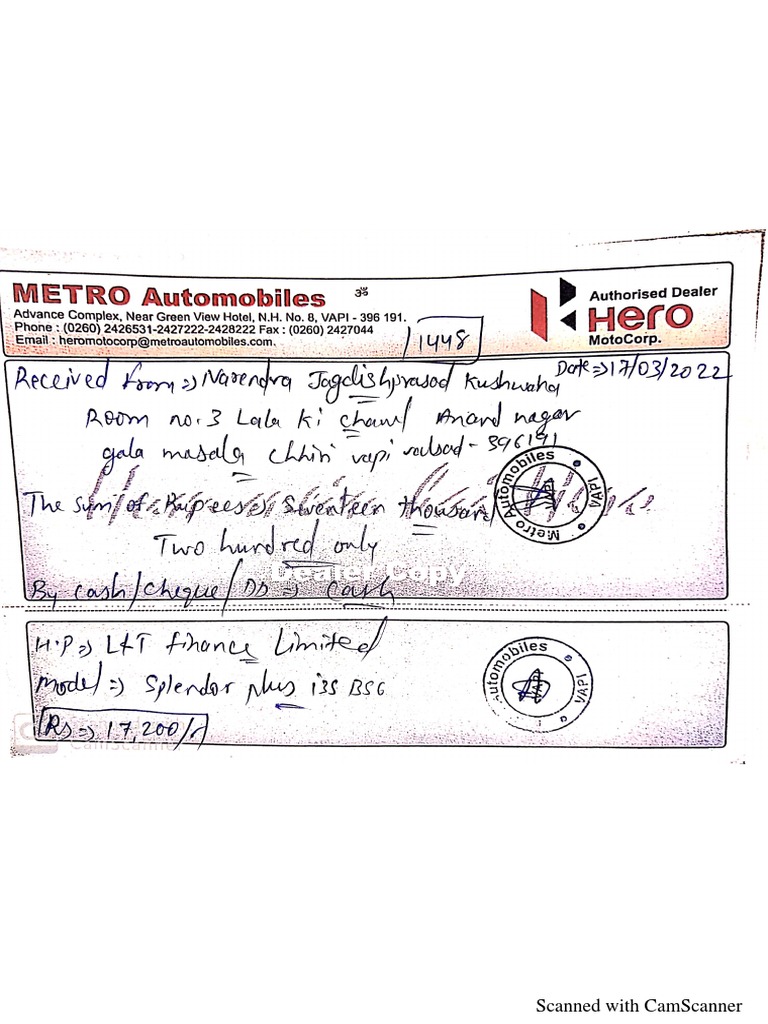 METRO Automobiles ॐ
Advance Complex, Near Green View Hotel, N.H. No. 8, VAPI - 396 191.
Phone : (0260) 2426531-2427222-2428222 Fax : (0260) 2427044
Email : heromotocorp@metroautomobiles.com.
1448
Authorised Dealer
Hero
MotoCorp.
Date => 17/03/2022
Received from => Narendra Jagdishprasad Kushwaha
Room no. 3 Lala ki chawl Anand nagar
gala masala chhiri vapi valsad - 396191
Metro Automobiles VAPI
The sum of Rupees => Seventeen thousand
Two hundred only
Dealer Copy
By cash/cheque/DD => Cash
H.P => L&T finance Limited
Model => Splendor plus i3S BS6
Automobiles VAPI
Rs => 17,200/-
CamScanner
Scanned with CamScanner